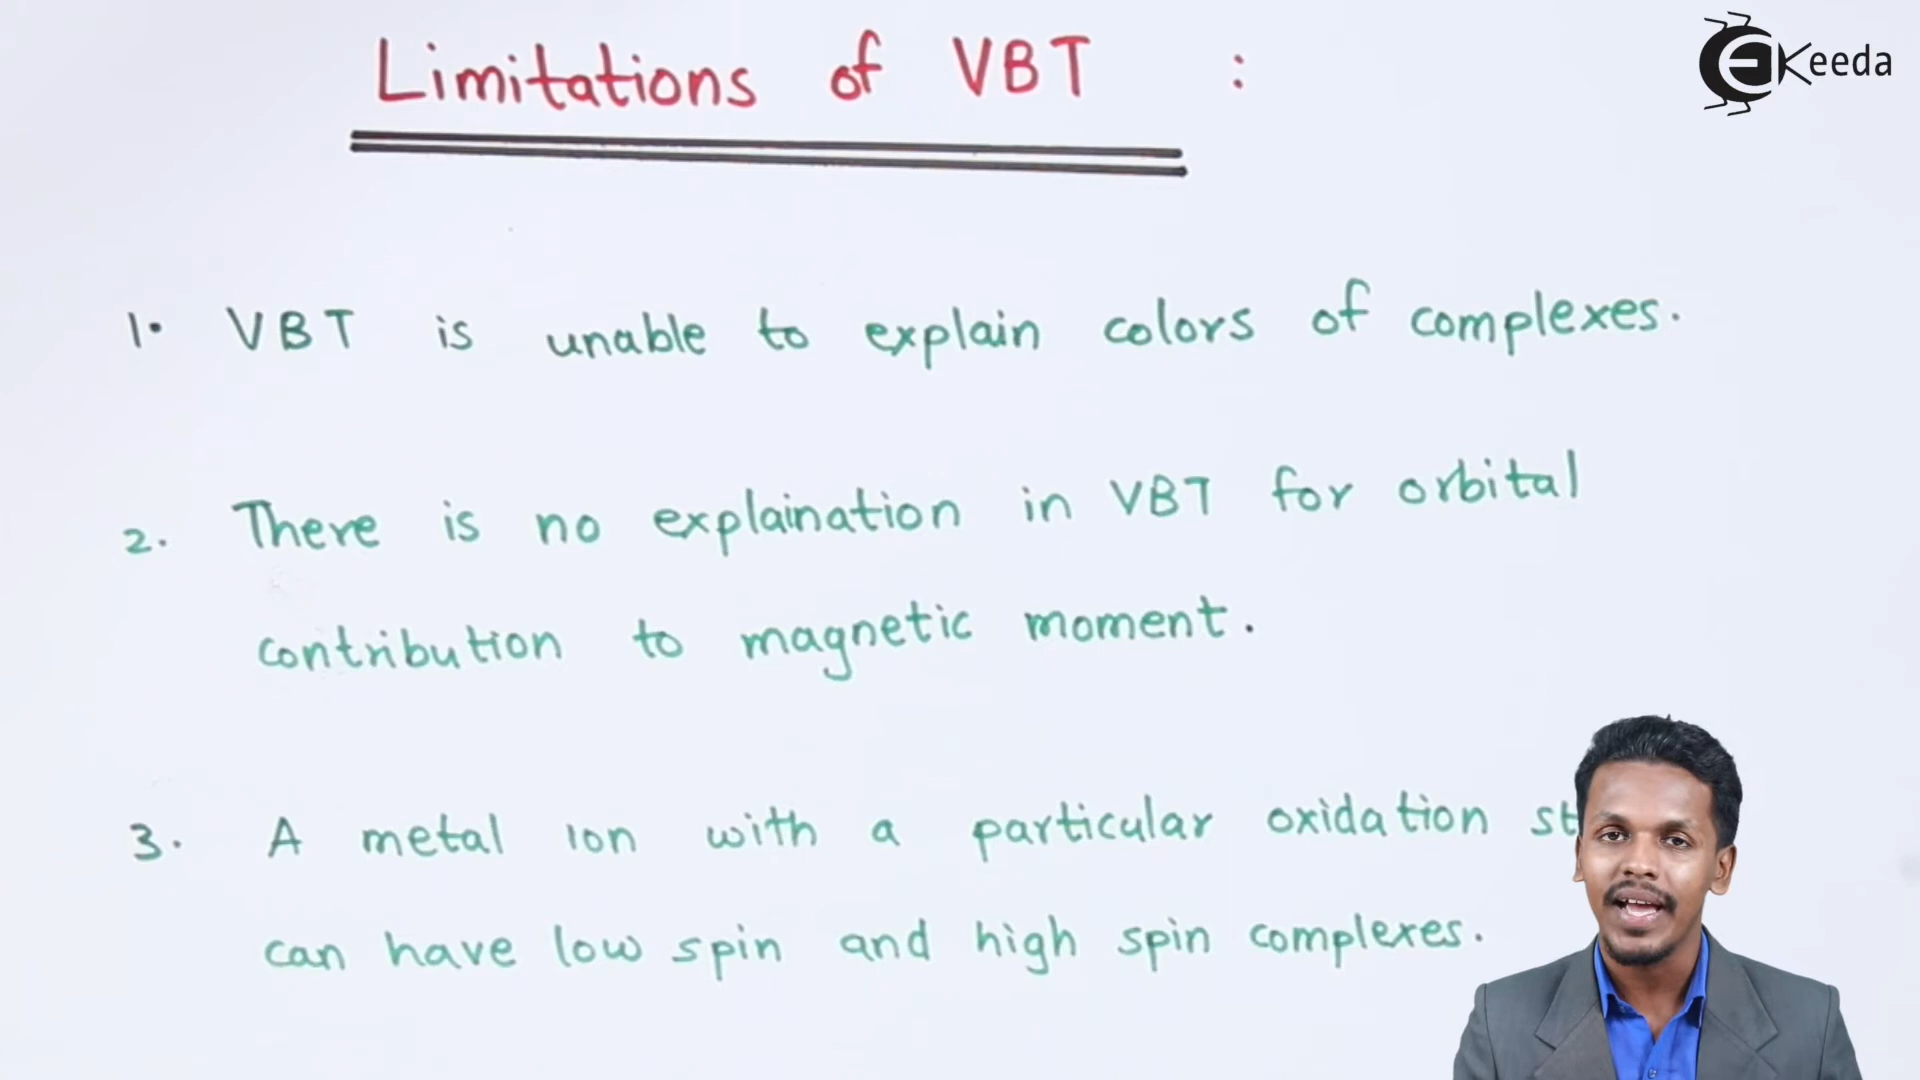 Limitations of VBT :
Keeda
1. VBT is unable to explain colors of complexes.
2. There is no explaination in VBT for orbital
contribution to magnetic moment.
3. A metal ion with a particular oxidation
can have low spin and high spin complexes.